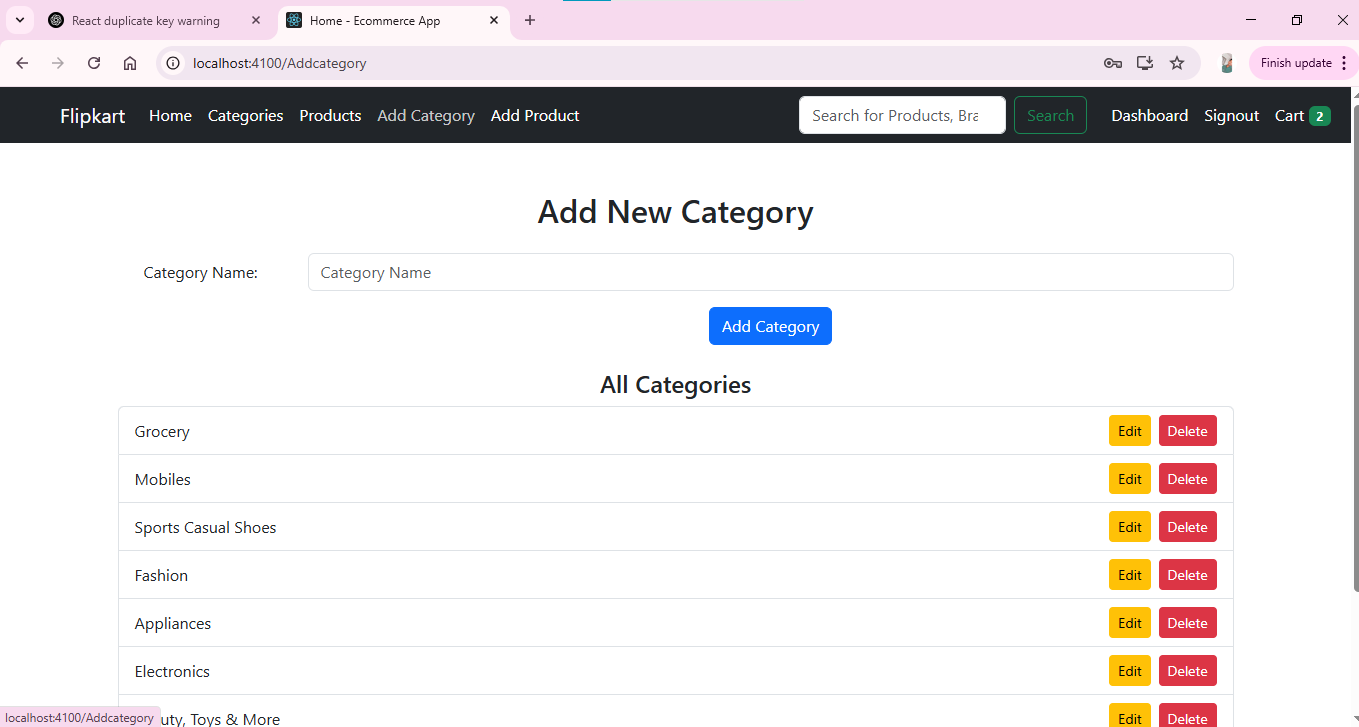 React duplicate key warning
Home - Ecommerce App
localhost:4100/Addcategory
Finish update
Flipkart Home Categories Products Add Category Add Product Search for Products, Bra Search Dashboard Signout Cart 2
Add New Category
Category Name: Category Name
Add Category
All Categories
Grocery Edit Delete
Mobiles Edit Delete
Sports Casual Shoes Edit Delete
Fashion Edit Delete
Appliances Edit Delete
Electronics Edit Delete
uty, Toys & More Edit Delete
localhost:4100/Addcategory